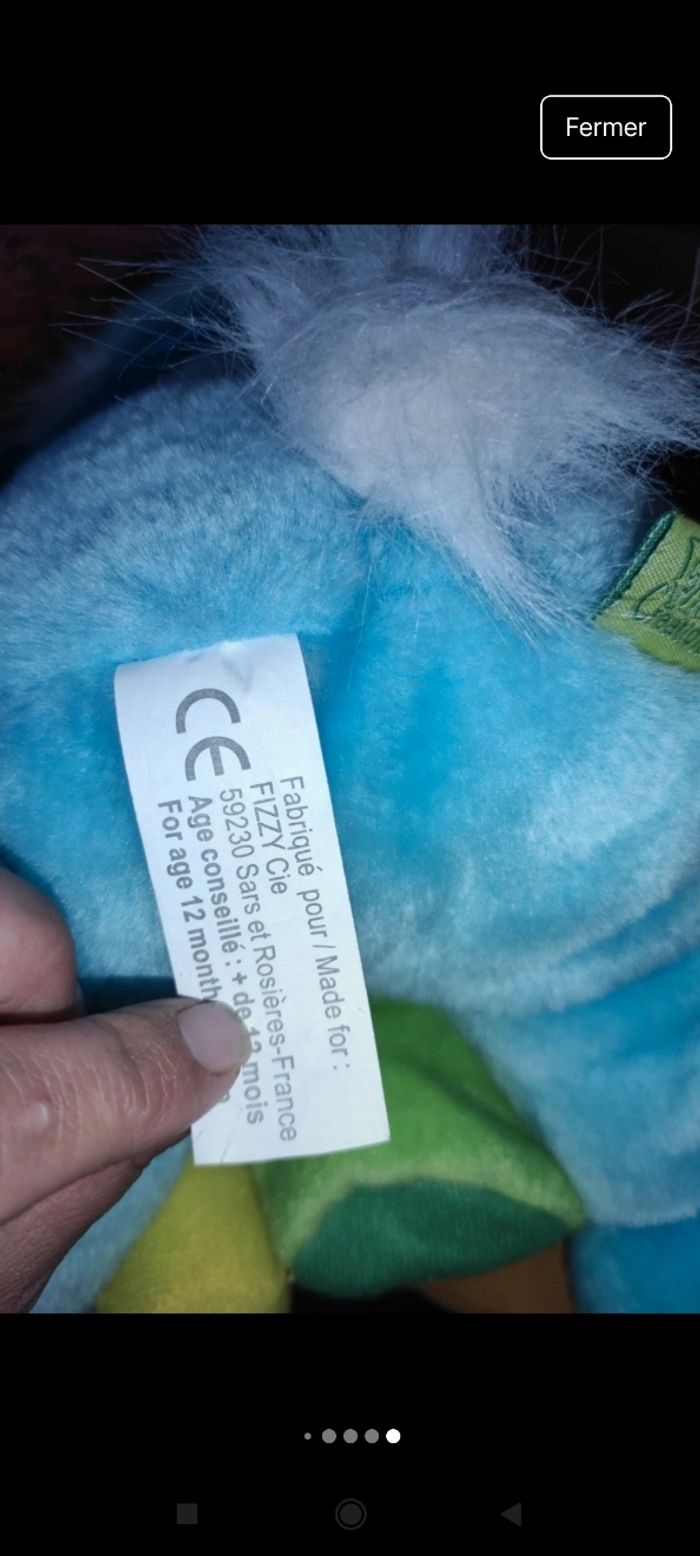 Fermer
CE
Fabriqué pour / Made for :
FIZZY Cie
59230 Sars et Rosières-France
Age conseillé : + de 12 mois
For age 12 month